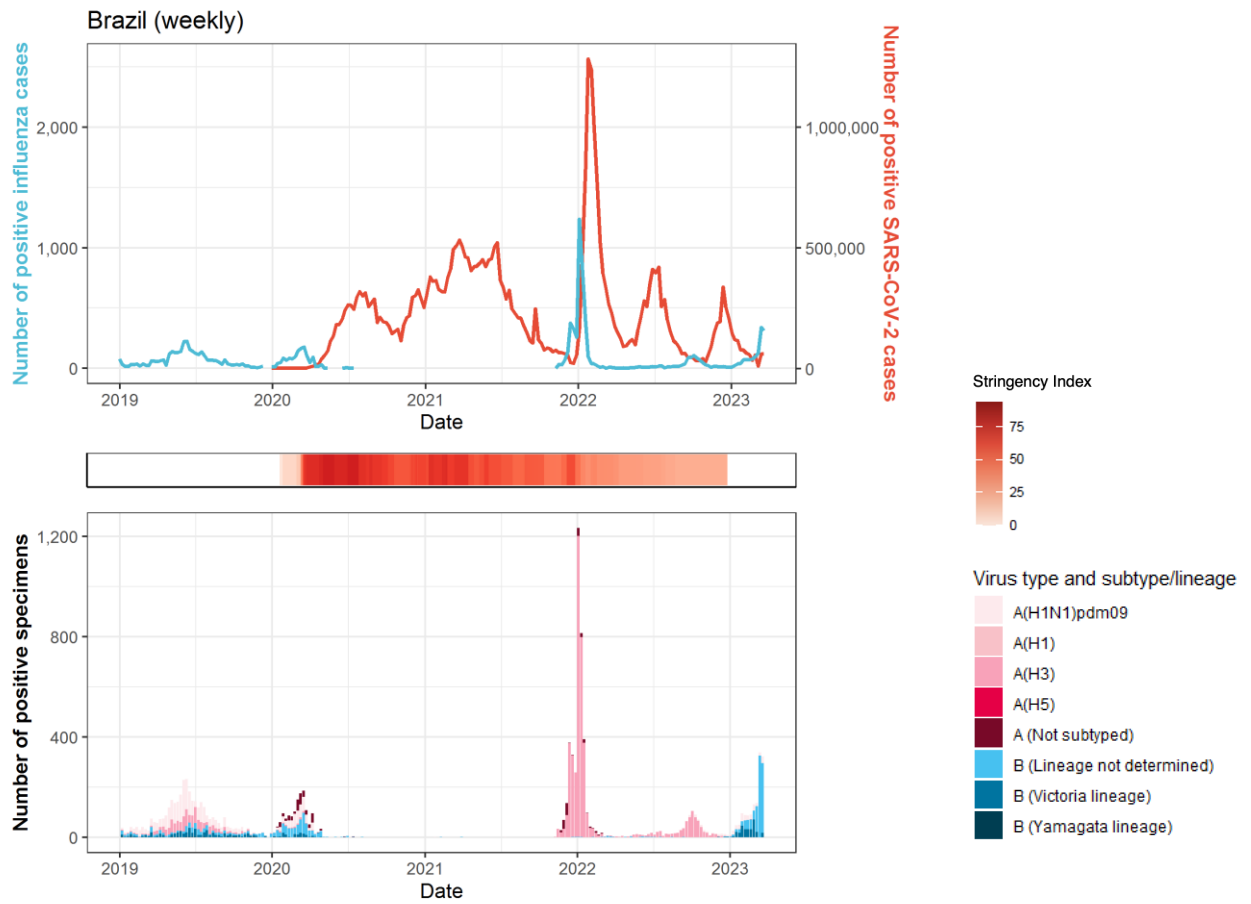 Brazil (weekly)
Number of positive influenza cases
Number of positive SARS-CoV-2 cases
2,000
1,000
0
1,000,000
500,000
0
2019 2020 2021 2022 2023
Date
Stringency Index
75
50
25
0
Number of positive specimens
1,200
800
400
0
2019 2020 2021 2022 2023
Date
Virus type and subtype/lineage
A(H1N1)pdm09
A(H1)
A(H3)
A(H5)
A (Not subtyped)
B (Lineage not determined)
B (Victoria lineage)
B (Yamagata lineage)